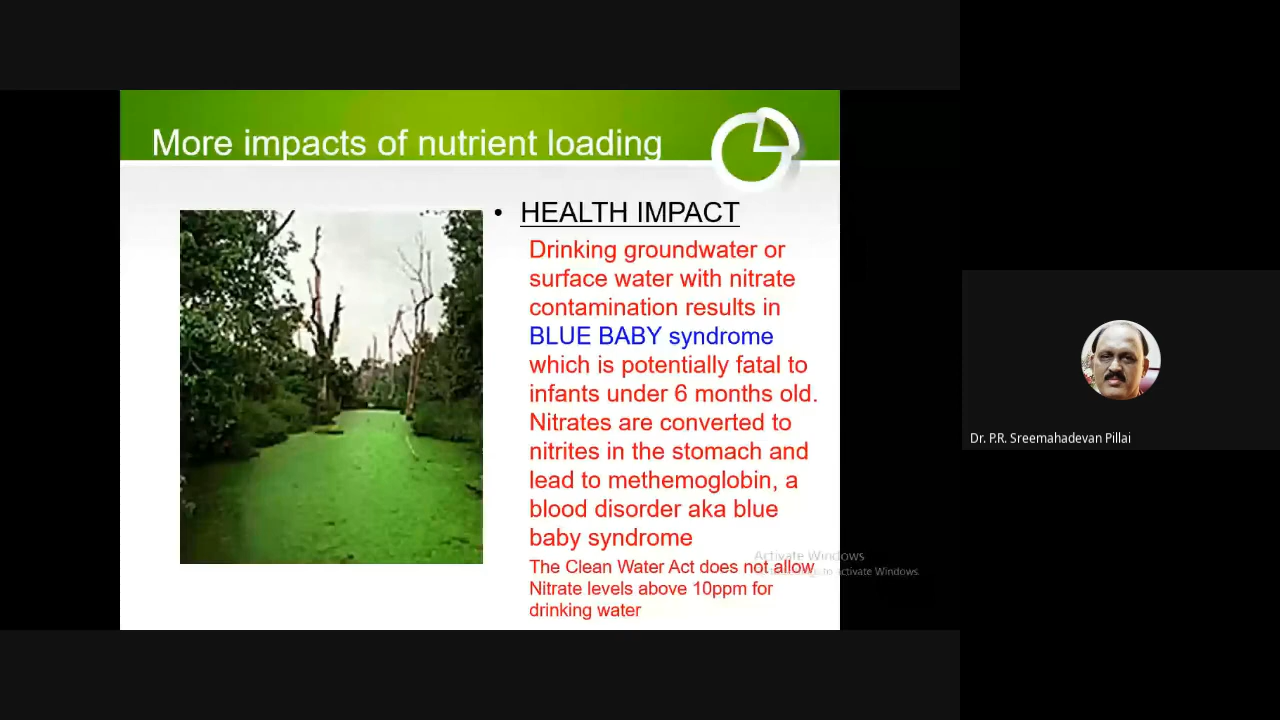 More impacts of nutrient loading
• HEALTH IMPACT
Drinking groundwater or
surface water with nitrate
contamination results in
BLUE BABY syndrome
which is potentially fatal to
infants under 6 months old.
Nitrates are converted to
nitrites in the stomach and
lead to methemoglobin, a
blood disorder aka blue
baby syndrome
The Clean Water Act does not allow
Nitrate levels above 10ppm for
drinking water
Activate Windows
to activate Windows.
Dr. P.R. Sreemahadevan Pillai